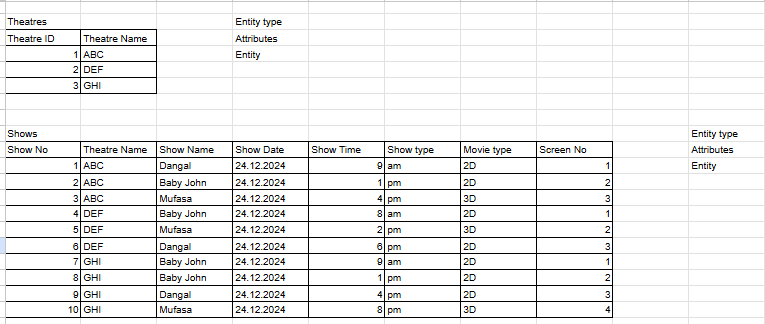 Theatres Entity type
Theatre ID Theatre Name Attributes
1 ABC Entity
2 DEF
3 GHI
Shows Entity type
Show No Theatre Name Show Name Show Date Show Time Show type Movie type Screen No Attributes
1 ABC Dangal 24.12.2024 9 am 2D 1 Entity
2 ABC Baby John 24.12.2024 1 pm 2D 2
3 ABC Mufasa 24.12.2024 4 pm 3D 3
4 DEF Baby John 24.12.2024 8 am 2D 1
5 DEF Mufasa 24.12.2024 2 pm 3D 2
6 DEF Dangal 24.12.2024 6 pm 2D 3
7 GHI Baby John 24.12.2024 9 am 2D 1
8 GHI Baby John 24.12.2024 1 pm 2D 2
9 GHI Dangal 24.12.2024 4 pm 2D 3
10 GHI Mufasa 24.12.2024 8 pm 3D 4